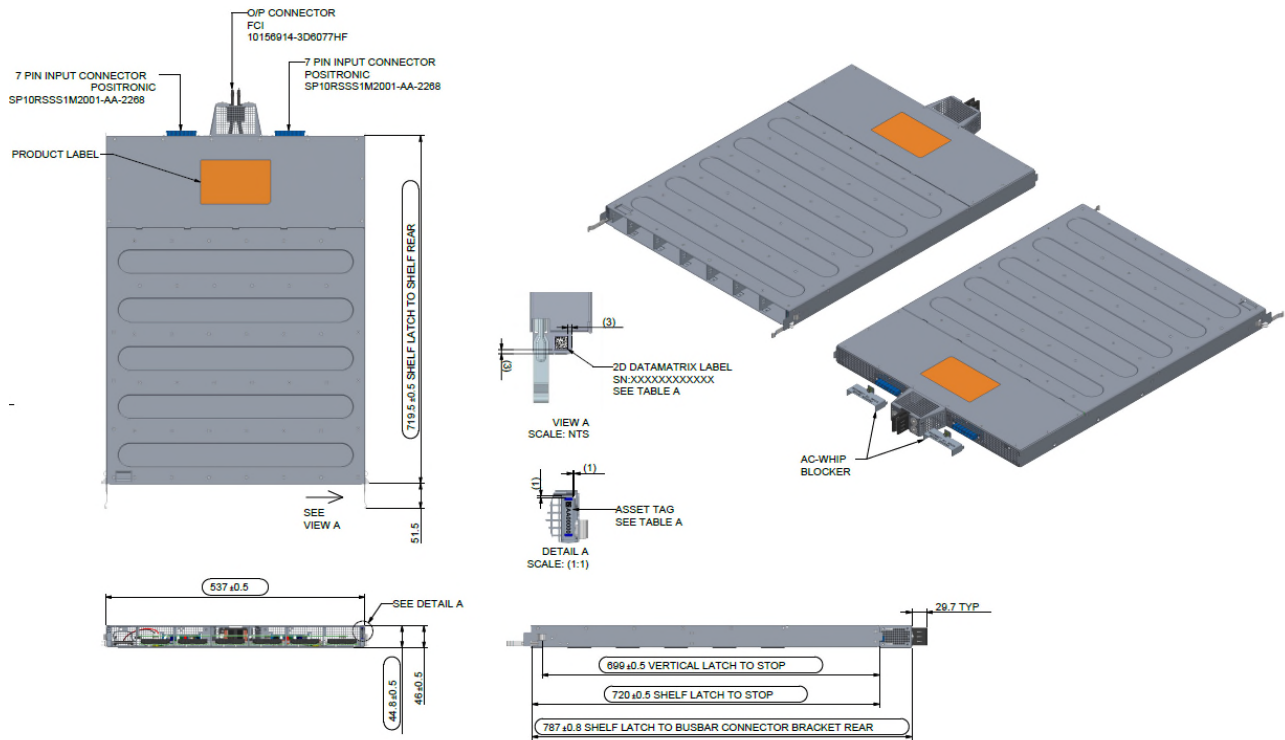 O/P CONNECTOR
FCI
10156914-3D6077HF
7 PIN INPUT CONNECTOR
POSITRONIC
SP10RSSS1M2001-AA-2268
7 PIN INPUT CONNECTOR
POSITRONIC
SP10RSSS1M2001-AA-2268
PRODUCT LABEL
719.5 ±0.5 SHELF LATCH TO SHELF REAR
51.5
SEE
VIEW A
(3)
(3)
2D DATAMATRIX LABEL
SN:XXXXXXXXXXXX
SEE TABLE A
VIEW A
SCALE: NTS
(1)
(1)
ASSET TAG
SEE TABLE A
DETAIL A
SCALE: (1:1)
AC-WHIP
BLOCKER
537 ±0.5
SEE DETAIL A
44.8±0.5
46±0.5
29.7 TYP
699 ±0.5 VERTICAL LATCH TO STOP
720 ±0.5 SHELF LATCH TO STOP
787 ±0.8 SHELF LATCH TO BUSBAR CONNECTOR BRACKET REAR